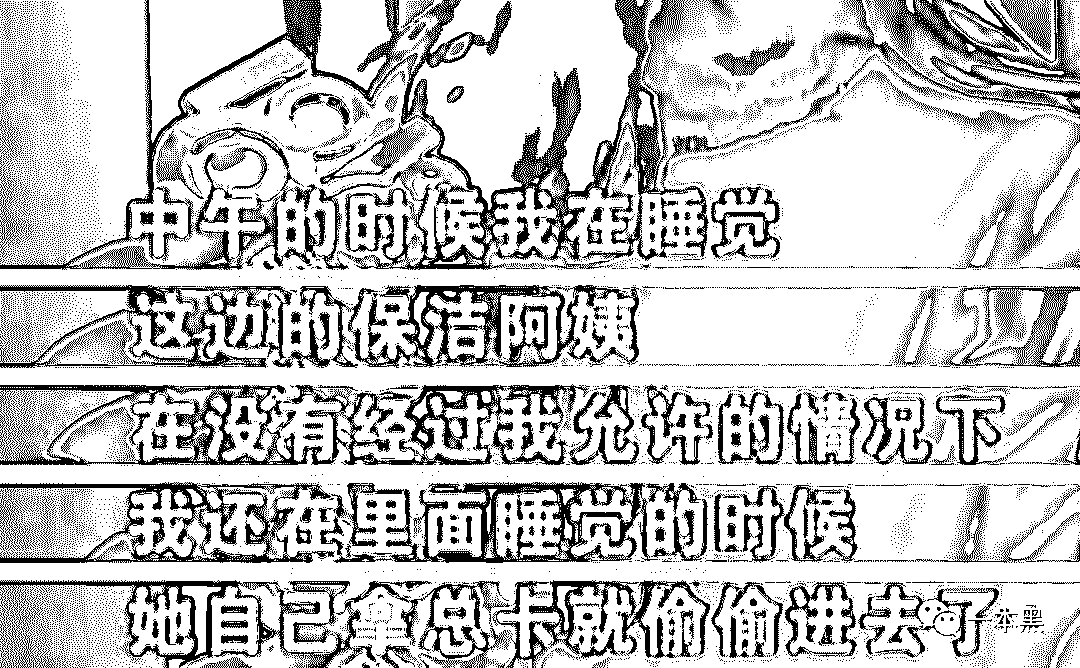 中午的时候我在睡觉
这边的保洁阿姨
在没有经过我允许的情况下
我还在里面睡觉的时候
她自己拿总卡就偷偷进去了
一本黑